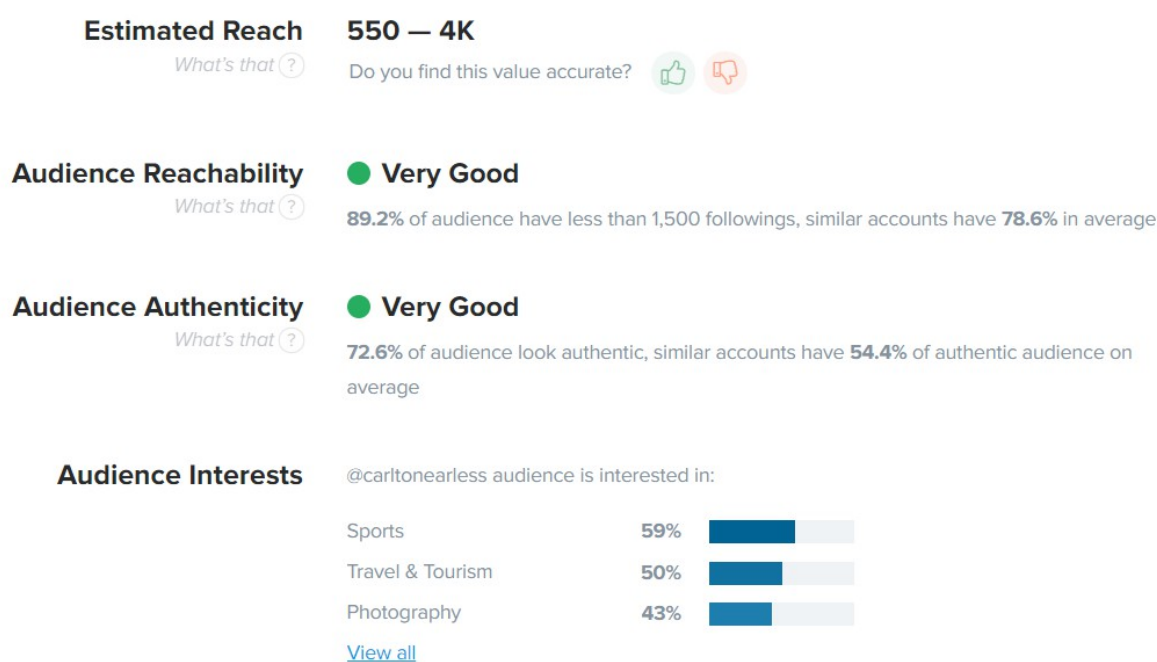 Estimated Reach 550 — 4K
What's that ? Do you find this value accurate?
Audience Reachability Very Good
What's that ? 89.2% of audience have less than 1,500 followings, similar accounts have 78.6% in average
Audience Authenticity Very Good
What's that ? 72.6% of audience look authentic, similar accounts have 54.4% of authentic audience on
average
Audience Interests @carltonearless audience is interested in:
Sports 59%
Travel & Tourism 50%
Photography 43%
View all